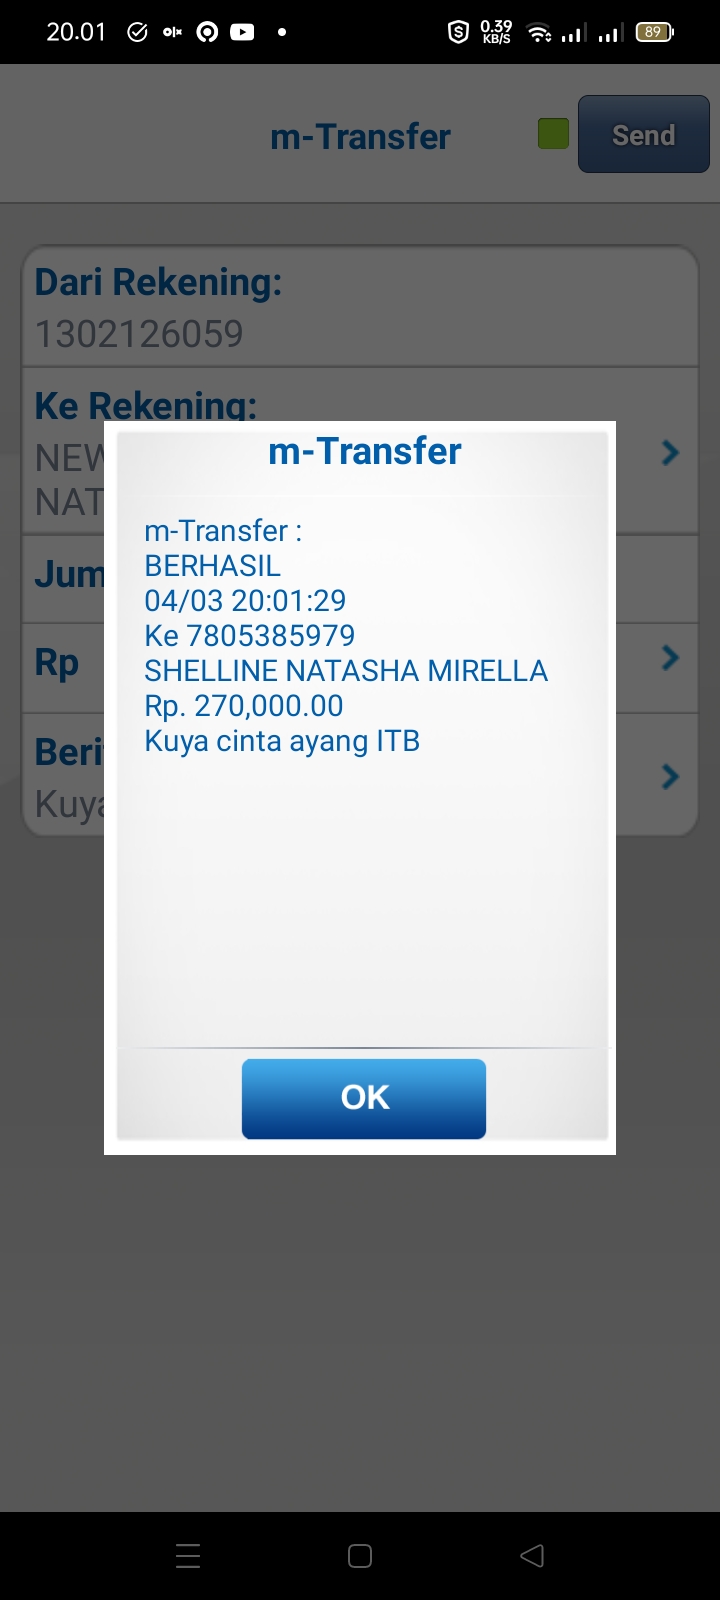 20.01
olx
0.39
KB/S
89
m-Transfer
Send
Dari Rekening:
1302126059
Ke Rekening:
NEW
NAT
Jum
Rp
Beri
Kuya
m-Transfer
m-Transfer :
BERHASIL
04/03 20:01:29
Ke 7805385979
SHELLINE NATASHA MIRELLA
Rp. 270,000.00
Kuya cinta ayang ITB
OK